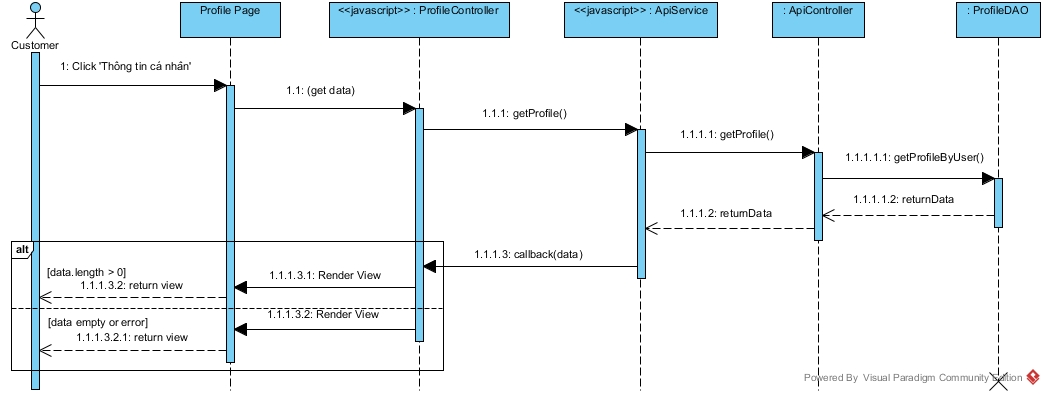 Profile Page
<<javascript>> : ProfileController
<<javascript>> : ApiService
: ApiController
: ProfileDAO
Customer
1: Click 'Thông tin cá nhân'
1.1: (get data)
1.1.1: getProfile()
1.1.1.1: getProfile()
1.1.1.1.1: getProfileByUser()
1.1.1.1.2: returnData
1.1.1.2: returnData
alt
1.1.1.3: callback(data)
[data.length > 0]
1.1.1.3.1: Render View
1.1.1.3.2: return view
1.1.1.3.2: Render View
[data empty or error]
1.1.1.3.2.1: return view
Powered By Visual Paradigm Community Edition